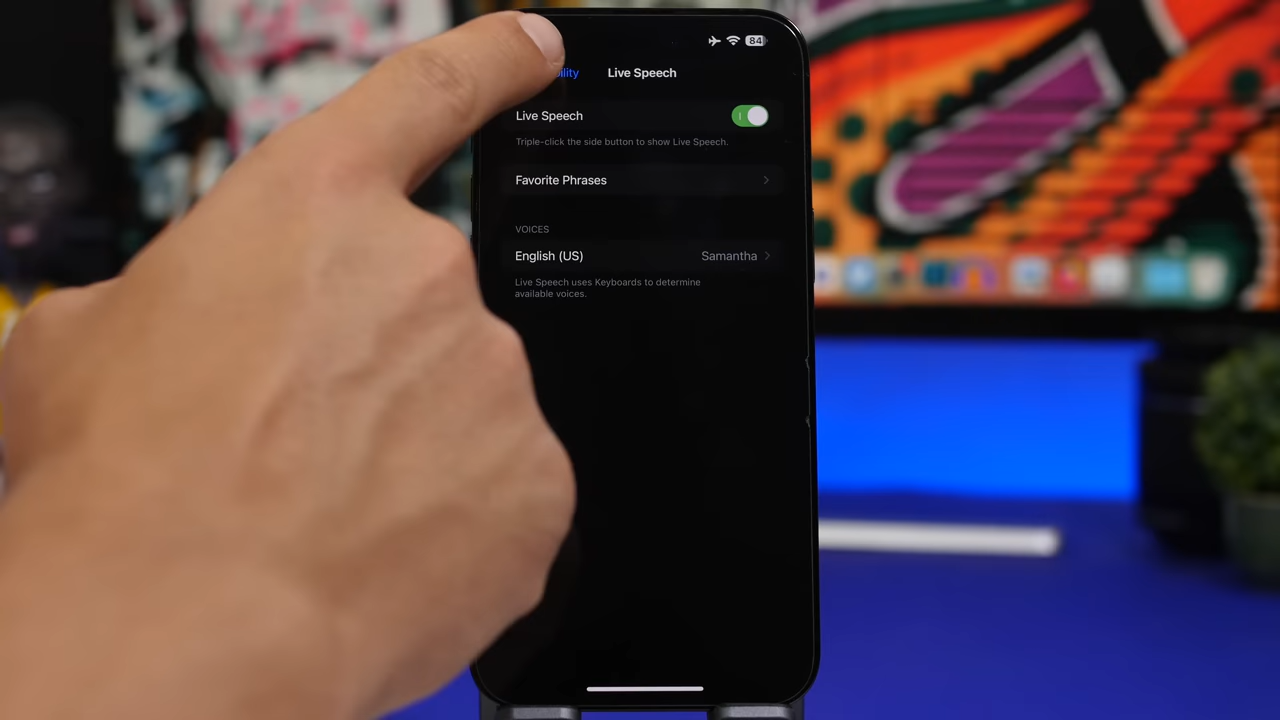 84
Live Speech
Live Speech
Triple-click the side button to show Live Speech.
Favorite Phrases
VOICES
English (US) Samantha
Live Speech uses Keyboards to determine
available voices.